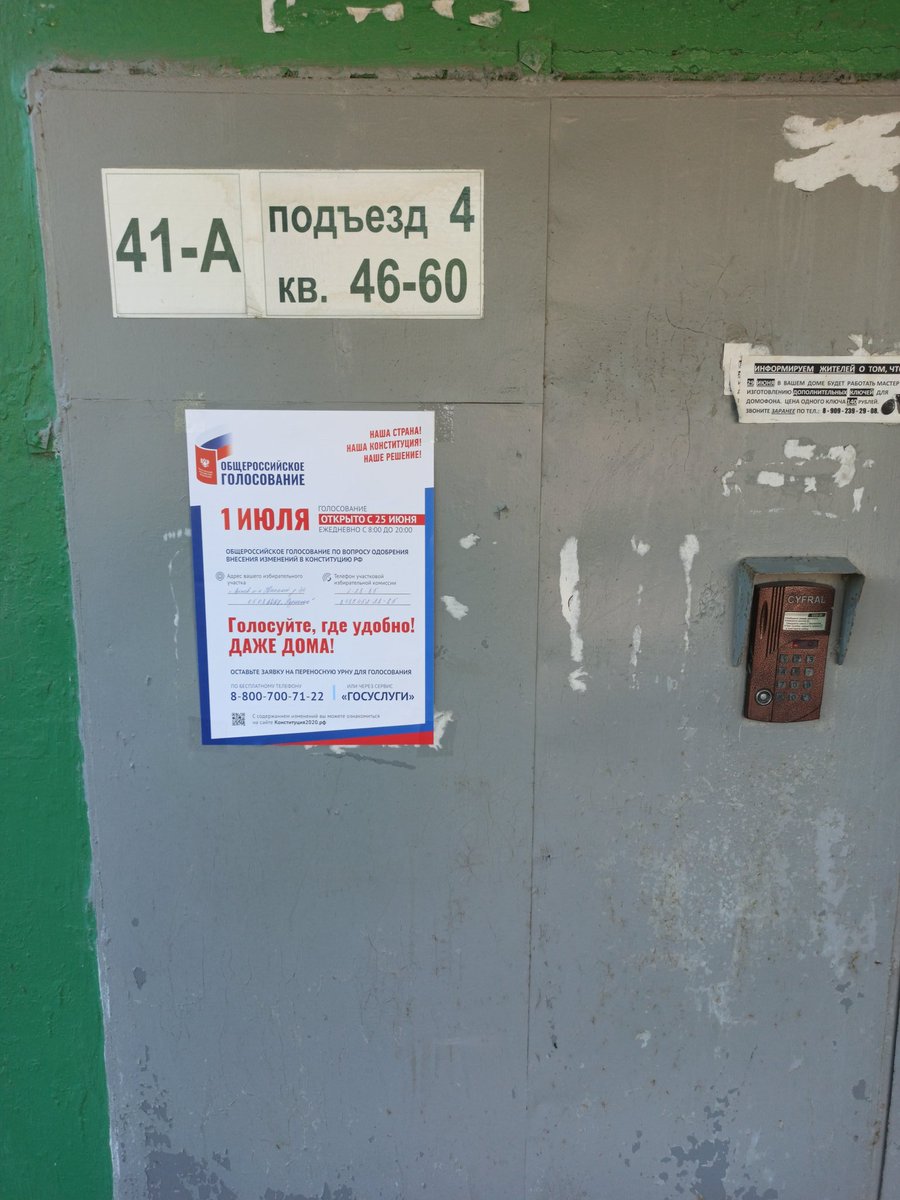 41-А
подъезд 4
кв. 46-60
ИНФОРМИРУЕМ ЖИТЕЛЕЙ О ТОМ, ЧТО
29 ИЮНЯ В ВАШЕМ ДОМЕ БУДЕТ РАБОТАТЬ МАСТЕР
ИЗГОТОВЛЕНИЮ ДОПОЛНИТЕЛЬНЫХ КЛЮЧЕЙ ДЛЯ
ДОМОФОНА. ЦЕНА ОДНОГО КЛЮЧА 140 РУБЛЕЙ.
ЗВОНИТЕ ЗАРАНЕЕ ПО ТЕЛ.: 8 - 909 - 239 - 29 - 08.
НАША СТРАНА!
НАША КОНСТИТУЦИЯ!
НАШЕ РЕШЕНИЕ!
ОБЩЕРОССИЙСКОЕ
ГОЛОСОВАНИЕ
1 ИЮЛЯ
ГОЛОСОВАНИЕ
ОТКРЫТО С 25 ИЮНЯ
ЕЖЕДНЕВНО С 8:00 ДО 20:00
ОБЩЕРОССИЙСКОЕ ГОЛОСОВАНИЕ ПО ВОПРОСУ ОДОБРЕНИЯ
ВНЕСЕНИЯ ИЗМЕНЕНИЙ В КОНСТИТУЦИЮ РФ
Адрес вашего избирательного
участка
Телефон участковой
избирательной комиссии
Голосуйте, где удобно!
ДАЖЕ ДОМА!
ОСТАВЬТЕ ЗАЯВКУ НА ПЕРЕНОСНУЮ УРНУ ДЛЯ ГОЛОСОВАНИЯ
ПО БЕСПЛАТНОМУ ТЕЛЕФОНУ
8-800-700-71-22
ИЛИ ЧЕРЕЗ СЕРВИС
«ГОСУСЛУГИ»
С содержанием изменений вы можете ознакомиться
на сайте Конституция2020.рф
CYFRAL